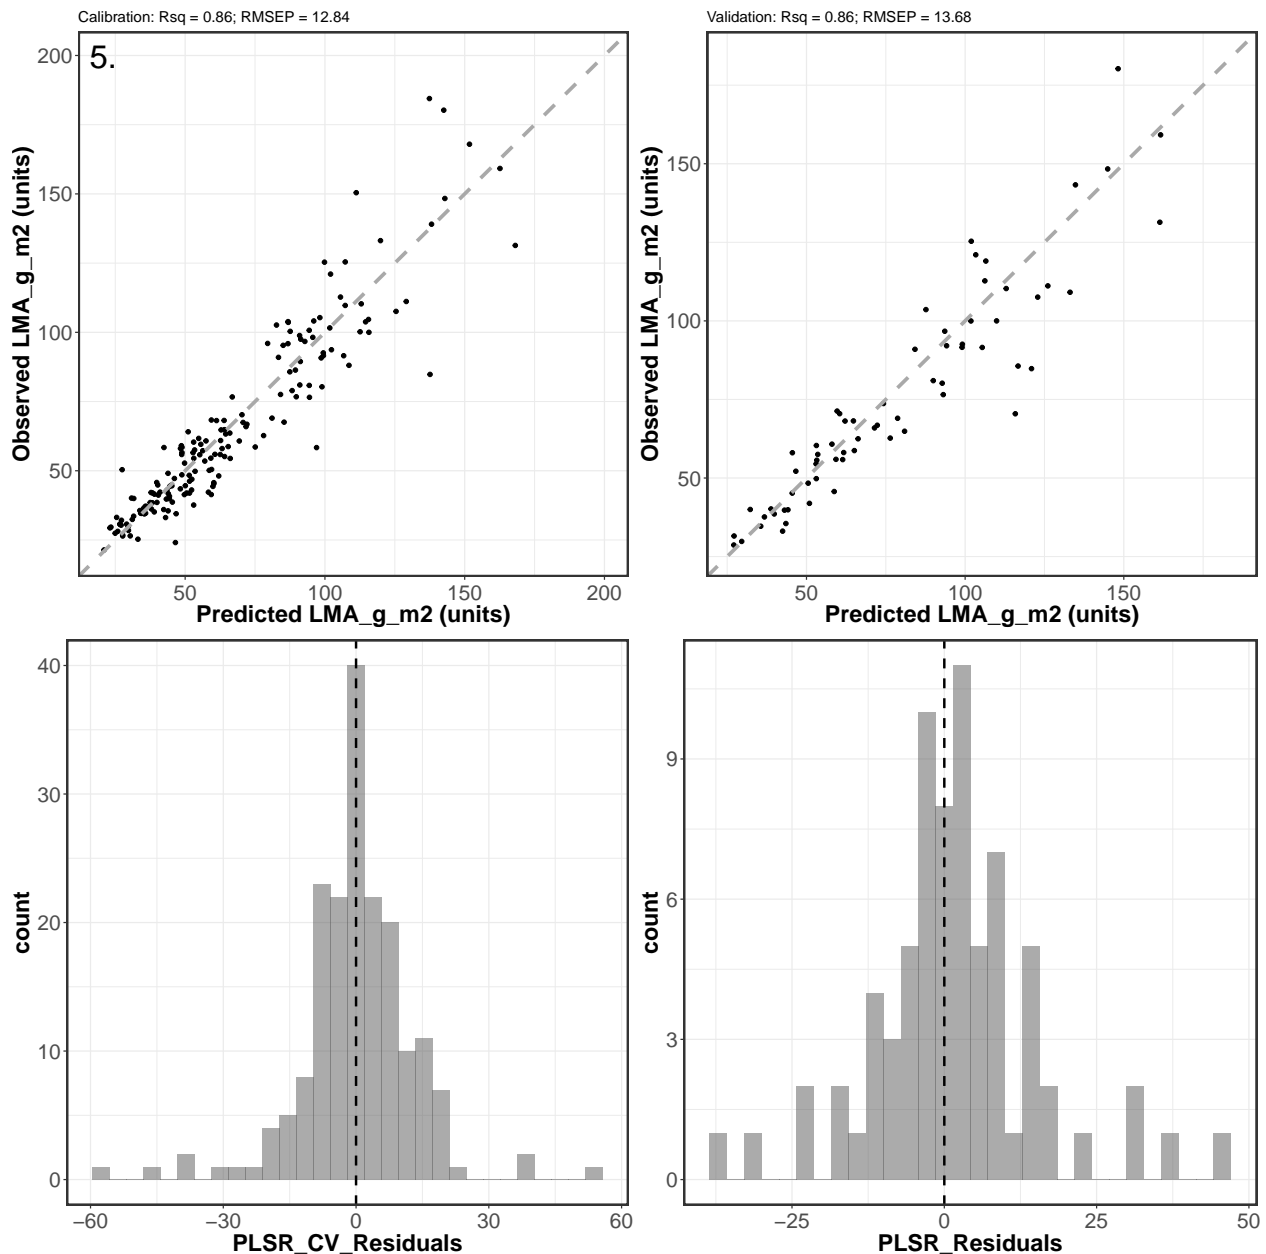 Calibration: Rsq = 0.86; RMSEP = 12.84
5.
200
150
100
50
50 100 150 200
Observed LMA_g_m2 (units)
Predicted LMA_g_m2 (units)
Validation: Rsq = 0.86; RMSEP = 13.68
150
100
50
50 100 150
Observed LMA_g_m2 (units)
Predicted LMA_g_m2 (units)
40
30
20
10
0
−60 −30 0 30 60
count
PLSR_CV_Residuals
9
6
3
0
−25 0 25 50
count
PLSR_Residuals